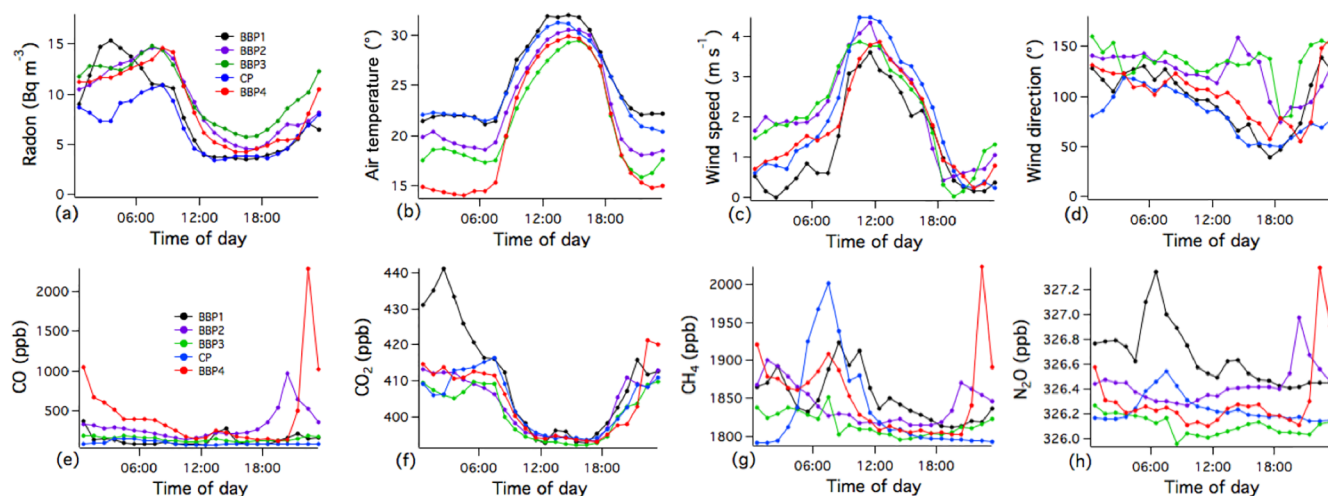 Radon (Bq m⁻³)
15
10
5
0
BBP1
BBP2
BBP3
CP
BBP4
(a)
06:00 12:00 18:00
Time of day
Air temperature (°)
30
25
20
15
(b)
06:00 12:00 18:00
Time of day
Wind speed (m s⁻¹)
4
3
2
1
0
(c)
06:00 12:00 18:00
Time of day
Wind direction (°)
150
100
50
0
(d)
06:00 12:00 18:00
Time of day
CO (ppb)
2000
1500
1000
500
BBP1
BBP2
BBP3
CP
BBP4
(e)
06:00 12:00 18:00
Time of day
CO₂ (ppb)
440
430
420
410
400
(f)
06:00 12:00 18:00
Time of day
CH₄ (ppb)
2000
1950
1900
1850
1800
(g)
06:00 12:00 18:00
Time of day
N₂O (ppb)
327.2
326.8
326.4
326.2
326.0
(h)
06:00 12:00 18:00
Time of day